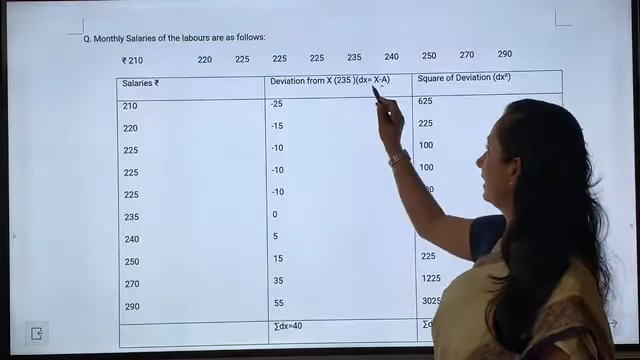 Q. Monthly Salaries of the labours are as follows:
₹ 210 220 225 225 225 235 240 250 270 290
Salaries ₹ Deviation from X (235 )(dx= X-A) Square of Deviation (dx²)
210 -25 625
220 -15 225
225 -10 100
225 -10 100
225 -10
235 0
240 5
250 15 225
270 35 1225
290 55 3025
∑dx=40